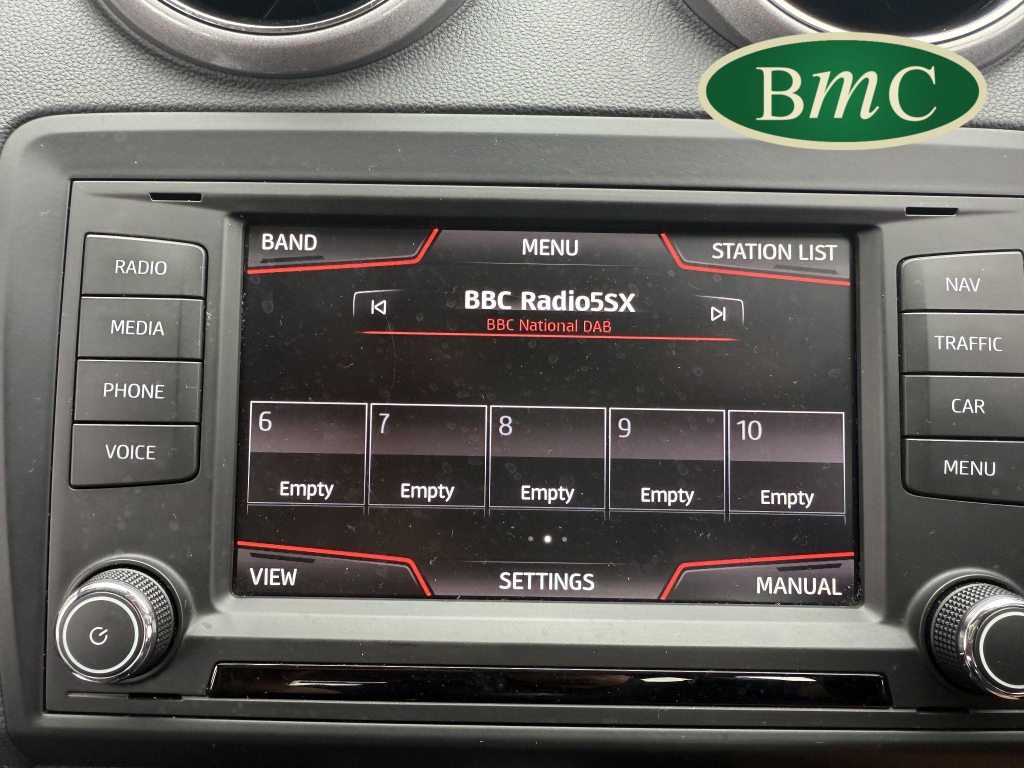 BmC
BAND MENU STATION LIST
RADIO
MEDIA
PHONE
VOICE
BBC Radio5SX
BBC National DAB
6 7 8 9 10
Empty Empty Empty Empty Empty
VIEW SETTINGS MANUAL
NAV
TRAFFIC
CAR
MENU